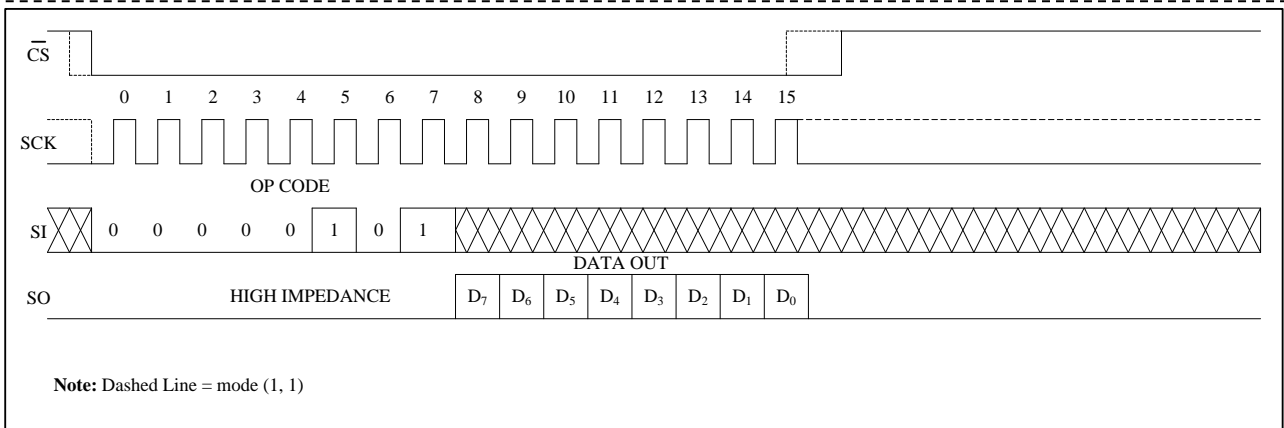 CS
0 1 2 3 4 5 6 7 8 9 10 11 12 13 14 15
SCK
OP CODE
SI 0 0 0 0 0 1 0 1
DATA OUT
SO HIGH IMPEDANCE D7 D6 D5 D4 D3 D2 D1 D0
Note: Dashed Line = mode (1, 1)